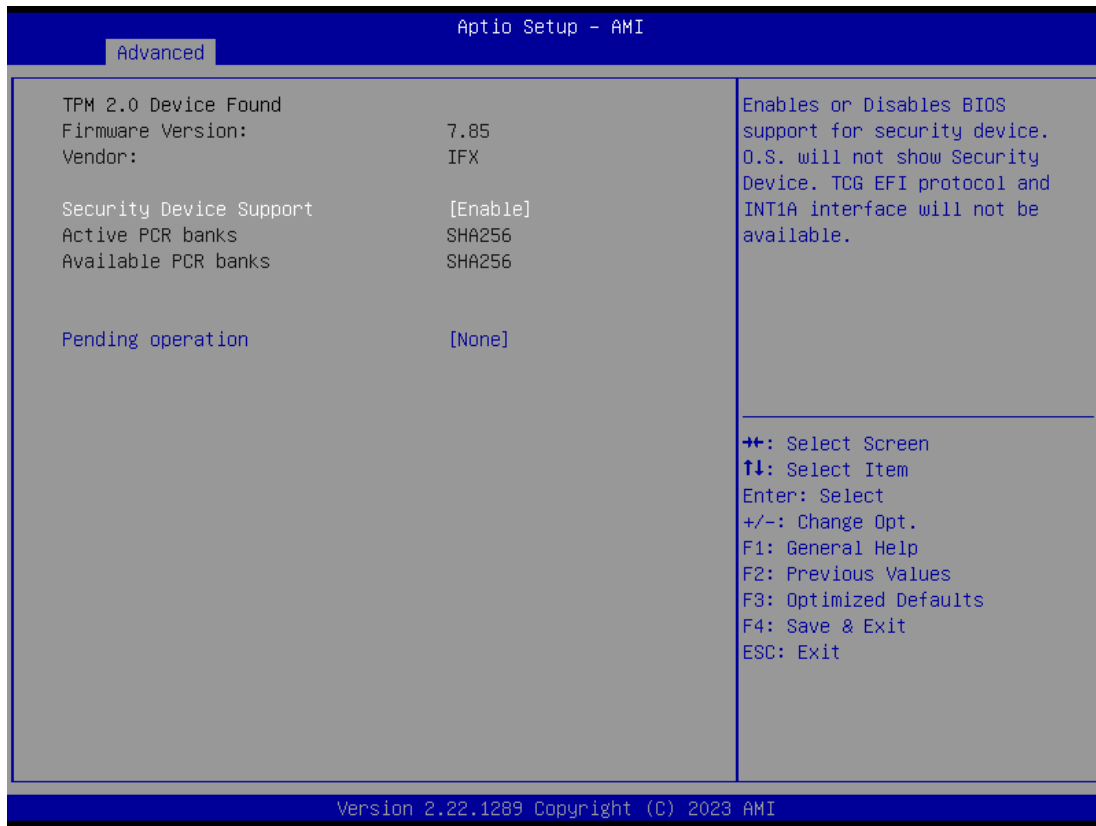 Aptio Setup – AMI
Advanced
TPM 2.0 Device Found
Firmware Version: 7.85
Vendor: IFX
Security Device Support [Enable]
Active PCR banks SHA256
Available PCR banks SHA256
Pending operation [None]
Enables or Disables BIOS
support for security device.
O.S. will not show Security
Device. TCG EFI protocol and
INT1A interface will not be
available.
→←: Select Screen
↑↓: Select Item
Enter: Select
+/-: Change Opt.
F1: General Help
F2: Previous Values
F3: Optimized Defaults
F4: Save & Exit
ESC: Exit
Version 2.22.1289 Copyright (C) 2023 AMI